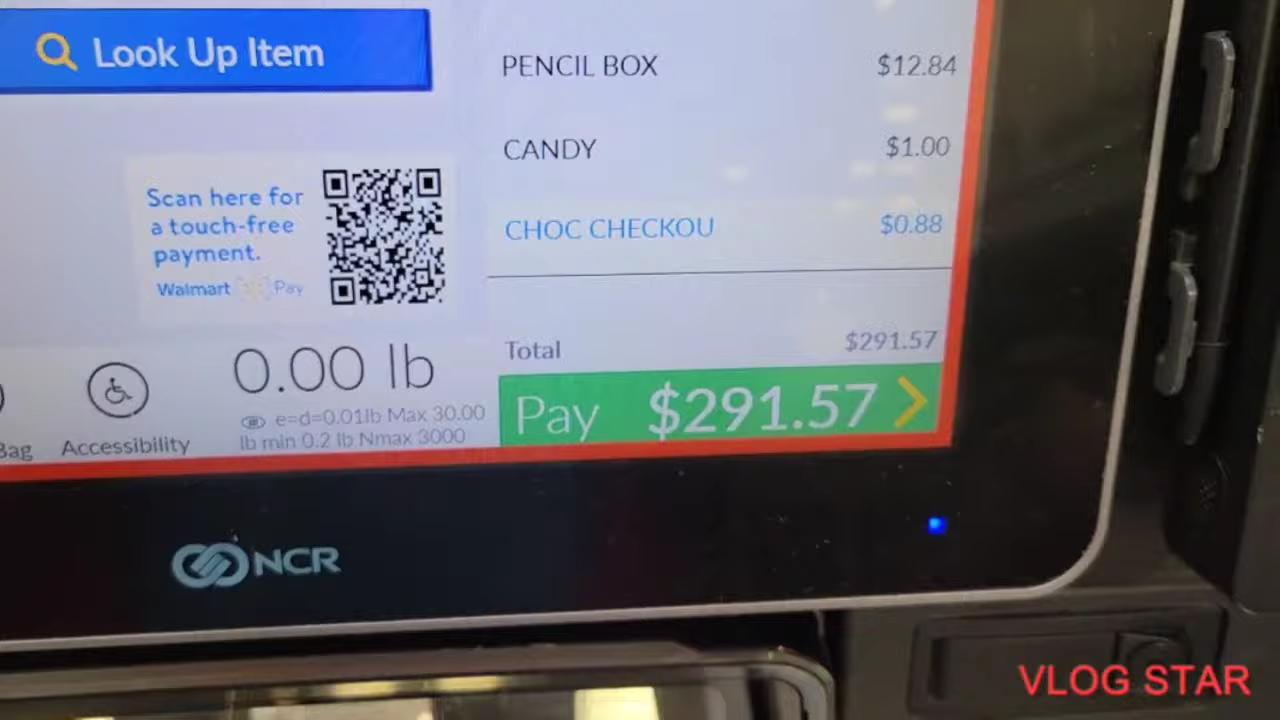 Look Up Item
PENCIL BOX $12.84
CANDY $1.00
CHOC CHECKOU $0.88
Scan here for
a touch-free
payment.
Walmart Pay
Total $291.57
Pay $291.57
0.00 lb
e=d=0.01lb Max 30.00
lb min 0.2 lb Nmax 3000
Bag
Accessibility
NCR
VLOG STAR